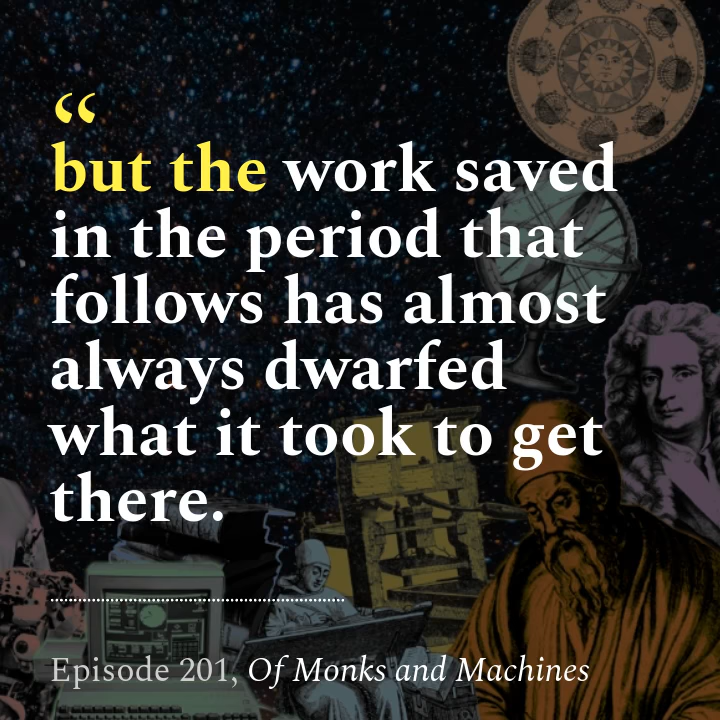 “
but the work saved
in the period that
follows has almost
always dwarfed
what it took to get
there.
Episode 201, Of Monks and Machines